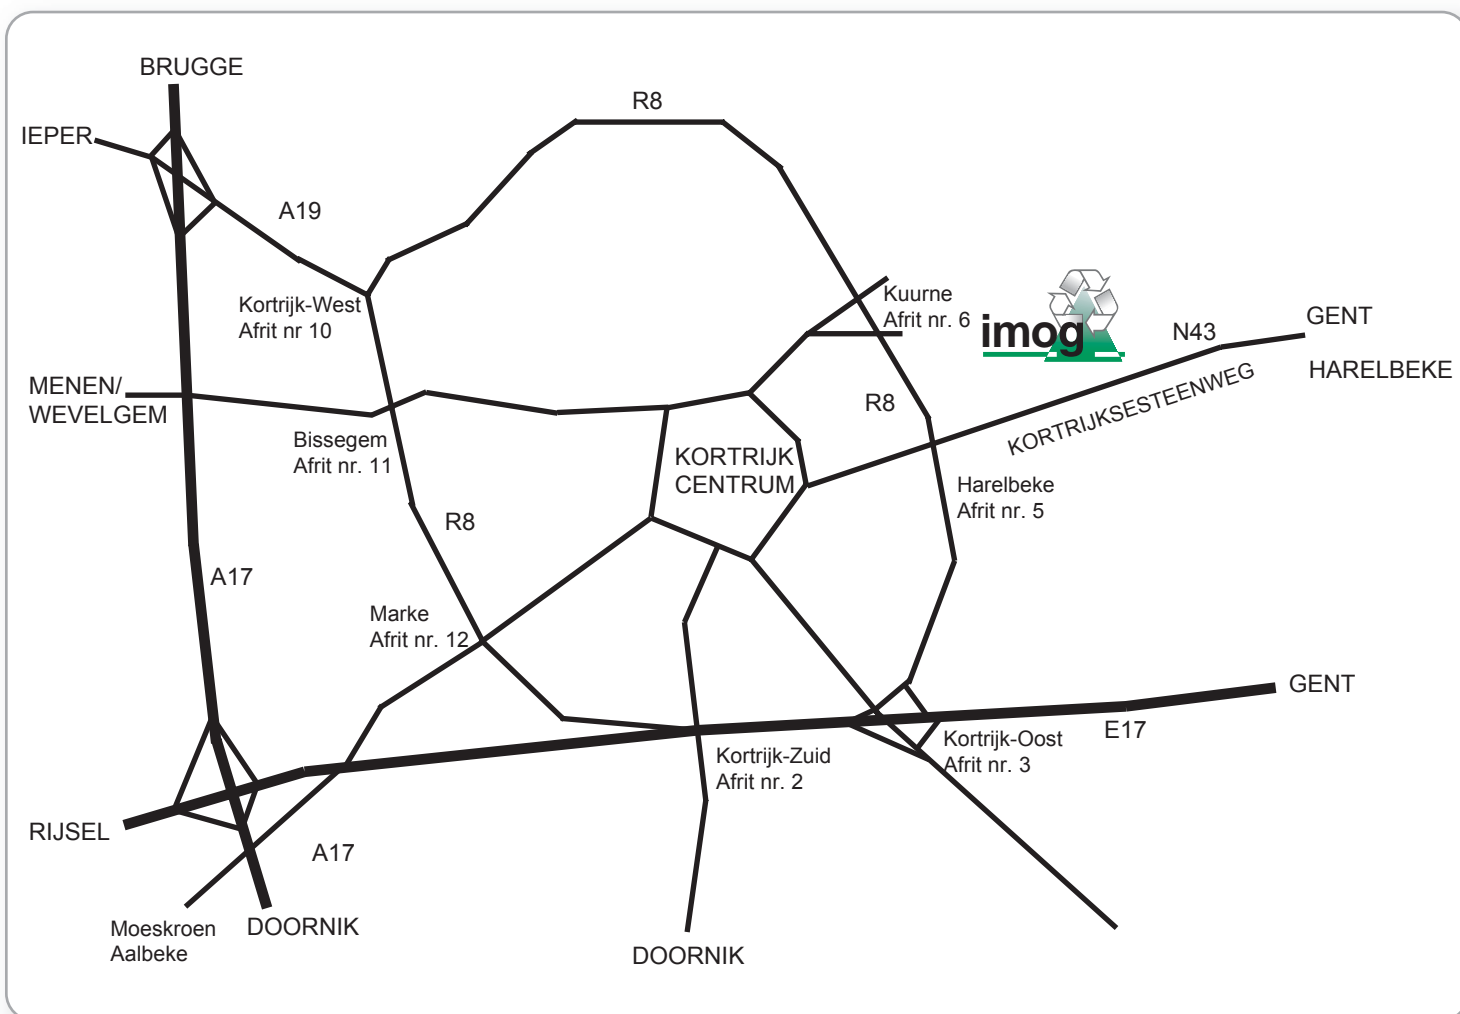 BRUGGE
R8
IEPER
A19
Kortrijk-West
Afrit nr 10
Kuurne
Afrit nr. 6
imog
N43
GENT
HARELBEKE
KORTRIJKSESTEENWEG
MENEN/
WEVELGEM
R8
Bissegem
Afrit nr. 11
KORTRIJK
CENTRUM
Harelbeke
Afrit nr. 5
R8
A17
Marke
Afrit nr. 12
GENT
E17
Kortrijk-Zuid
Afrit nr. 2
Kortrijk-Oost
Afrit nr. 3
RIJSEL
A17
Moeskroen
Aalbeke
DOORNIK
DOORNIK